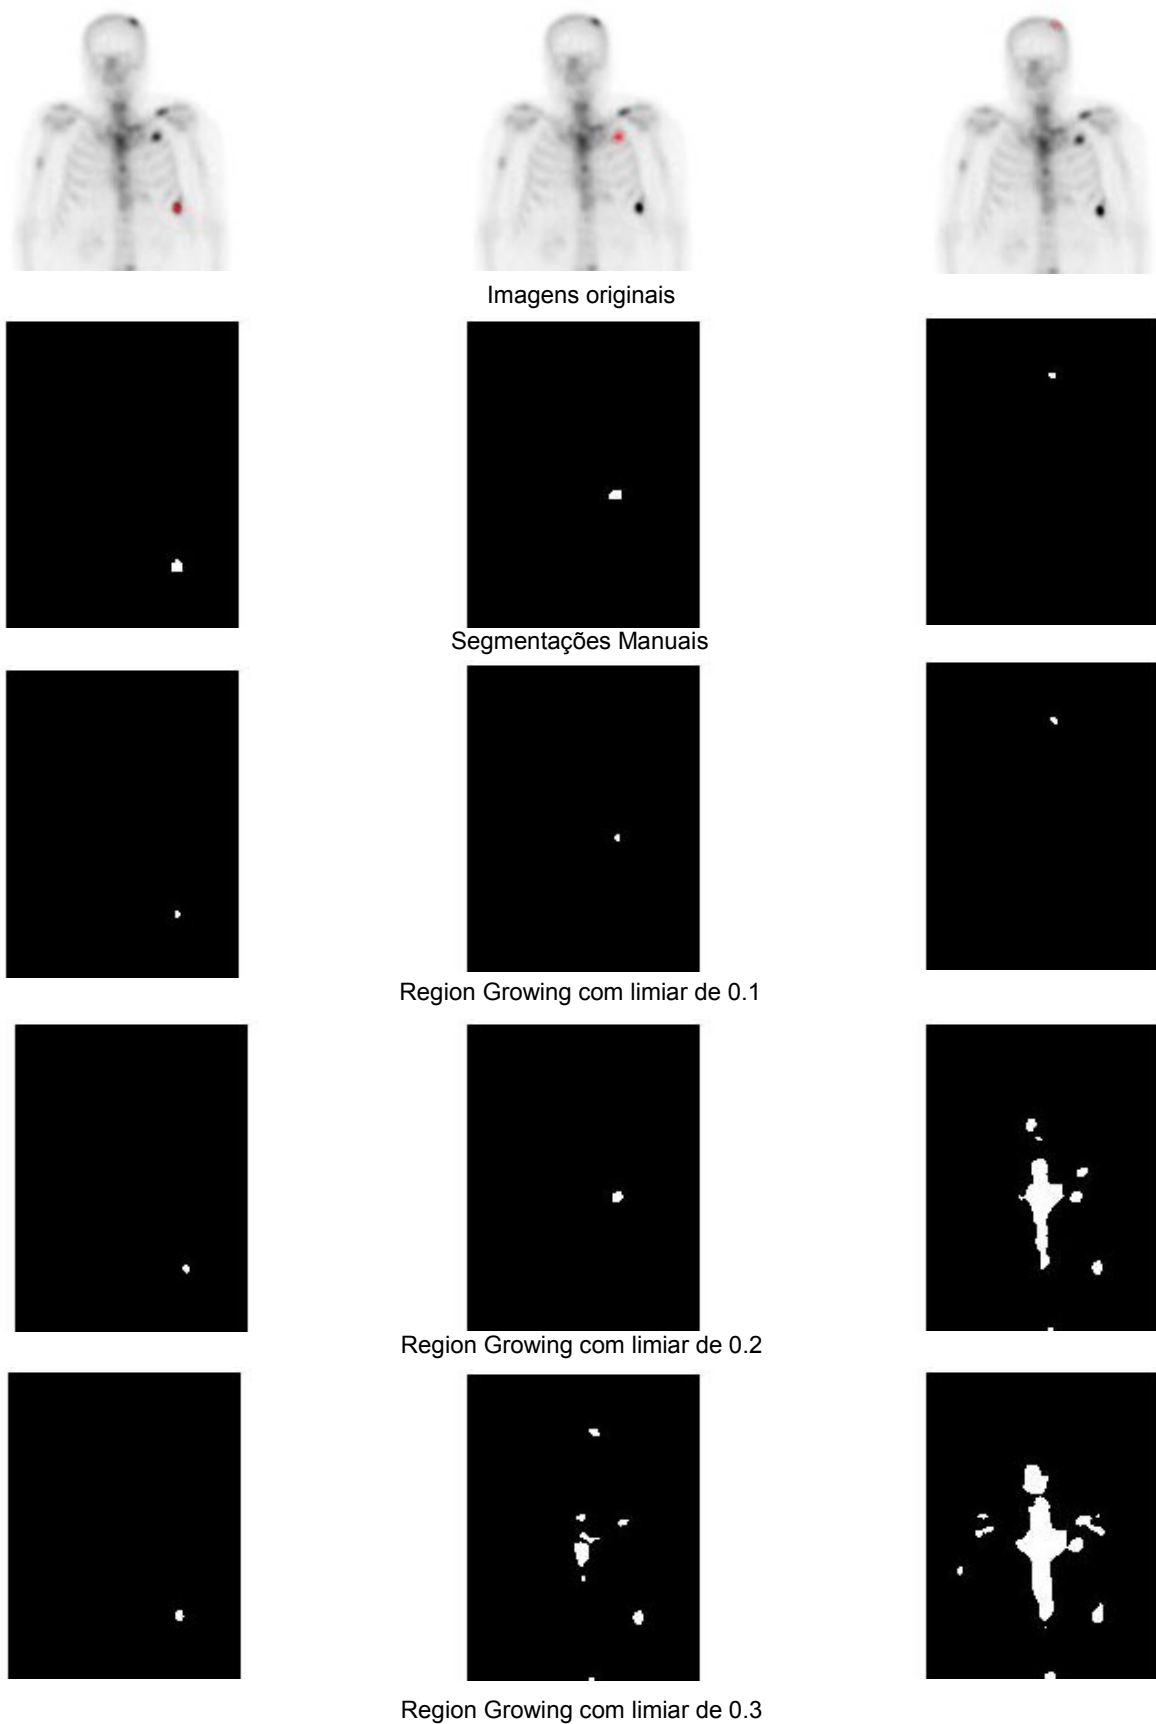 Imagens originais
Segmentações Manuais
Region Growing com limiar de 0.1
Region Growing com limiar de 0.2
Region Growing com limiar de 0.3